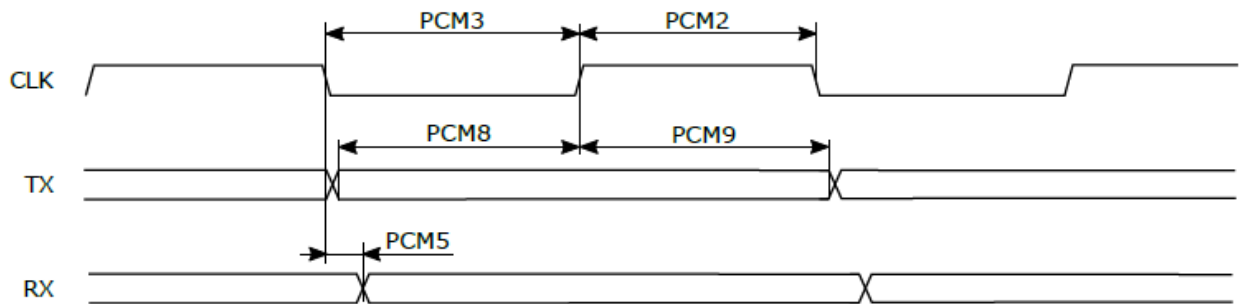 PCM3 PCM2
CLK
PCM8 PCM9
TX
PCM5
RX